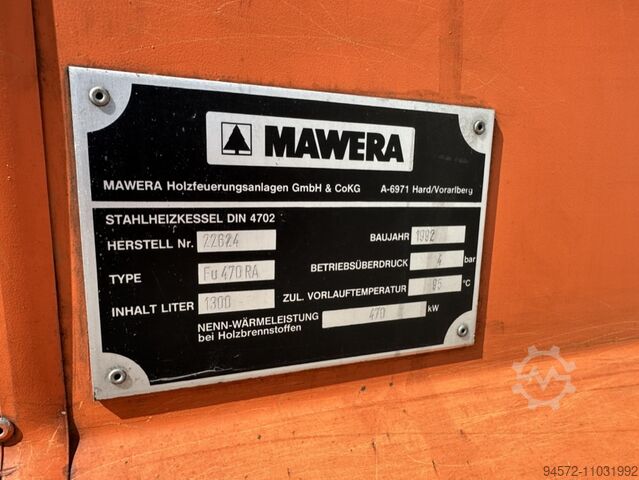 MAWERA
MAWERA Holzfeuerungsanlagen GmbH & CoKG A-6971 Hard/Vorarlberg
STAHLHEIZKESSEL DIN 4702
HERSTELL Nr. 22624 BAUJAHR 1992
TYPE Fu 470 RA BETRIEBSÜBERDRUCK 4 bar
INHALT LITER 1300 ZUL. VORLAUFTEMPERATUR 95 °C
NENN-WÄRMELEISTUNG 470 kW
bei Holzbrennstoffen
94572-11031992